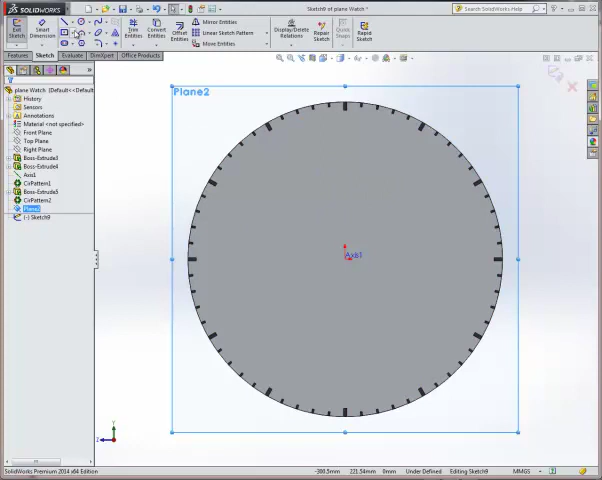 SOLIDWORKS
Sketch9 of plane Watch *
Search SolidWorks Help
Exit Sketch
Smart Dimension
Trim Entities
Convert Entities
Offset Entities
Mirror Entities
Linear Sketch Pattern
Move Entities
Display/Delete Relations
Repair Sketch
Quick Snaps
Rapid Sketch
Features
Sketch
Evaluate
DimXpert
Office Products
plane Watch (Default<<Default
History
Sensors
Annotations
Material <not specified>
Front Plane
Top Plane
Right Plane
Boss-Extrude3
Boss-Extrude4
Axis1
CirPattern1
Boss-Extrude5
CirPattern2
Plane2
(-) Sketch9
Plane2
Axis1
Y
Z
SolidWorks Premium 2014 x64 Edition
-300.5mm
221.54mm
0mm
Under Defined
Editing Sketch9
MMGS